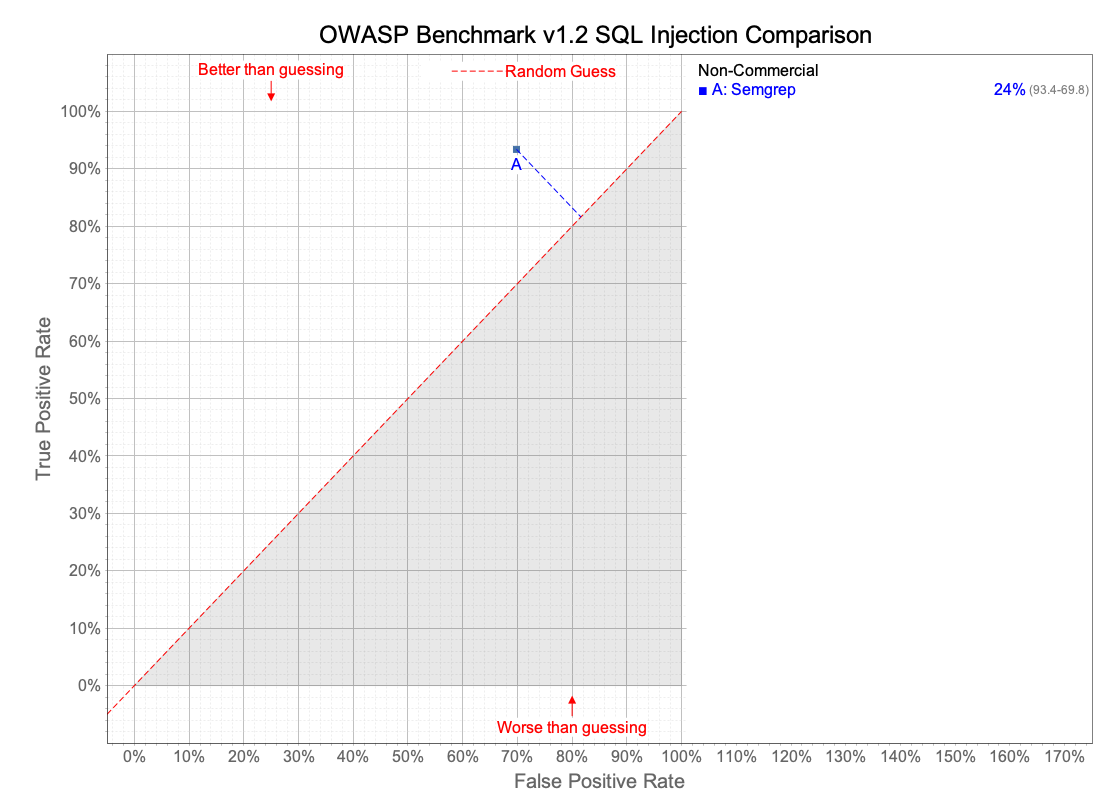 OWASP Benchmark v1.2 SQL Injection Comparison
Better than guessing
Random Guess
Non-Commercial
A: Semgrep 24% (93.4-69.8)
100%
90%
A
80%
70%
60%
50%
40%
30%
20%
10%
0%
True Positive Rate
Worse than guessing
0% 10% 20% 30% 40% 50% 60% 70% 80% 90% 100% 110% 120% 130% 140% 150% 160% 170%
False Positive Rate